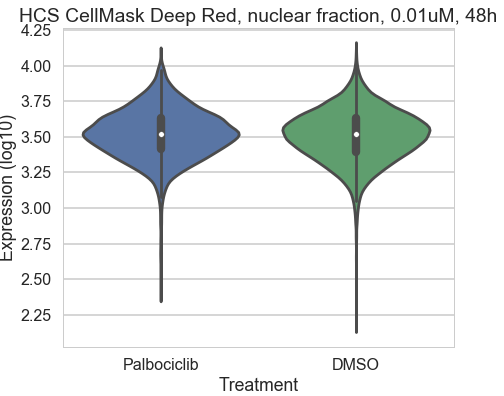 HCS CellMask Deep Red, nuclear fraction, 0.01uM, 48h
4.25
4.00
3.75
3.50
3.25
3.00
2.75
2.50
2.25
Expression (log10)
Palbociclib
DMSO
Treatment